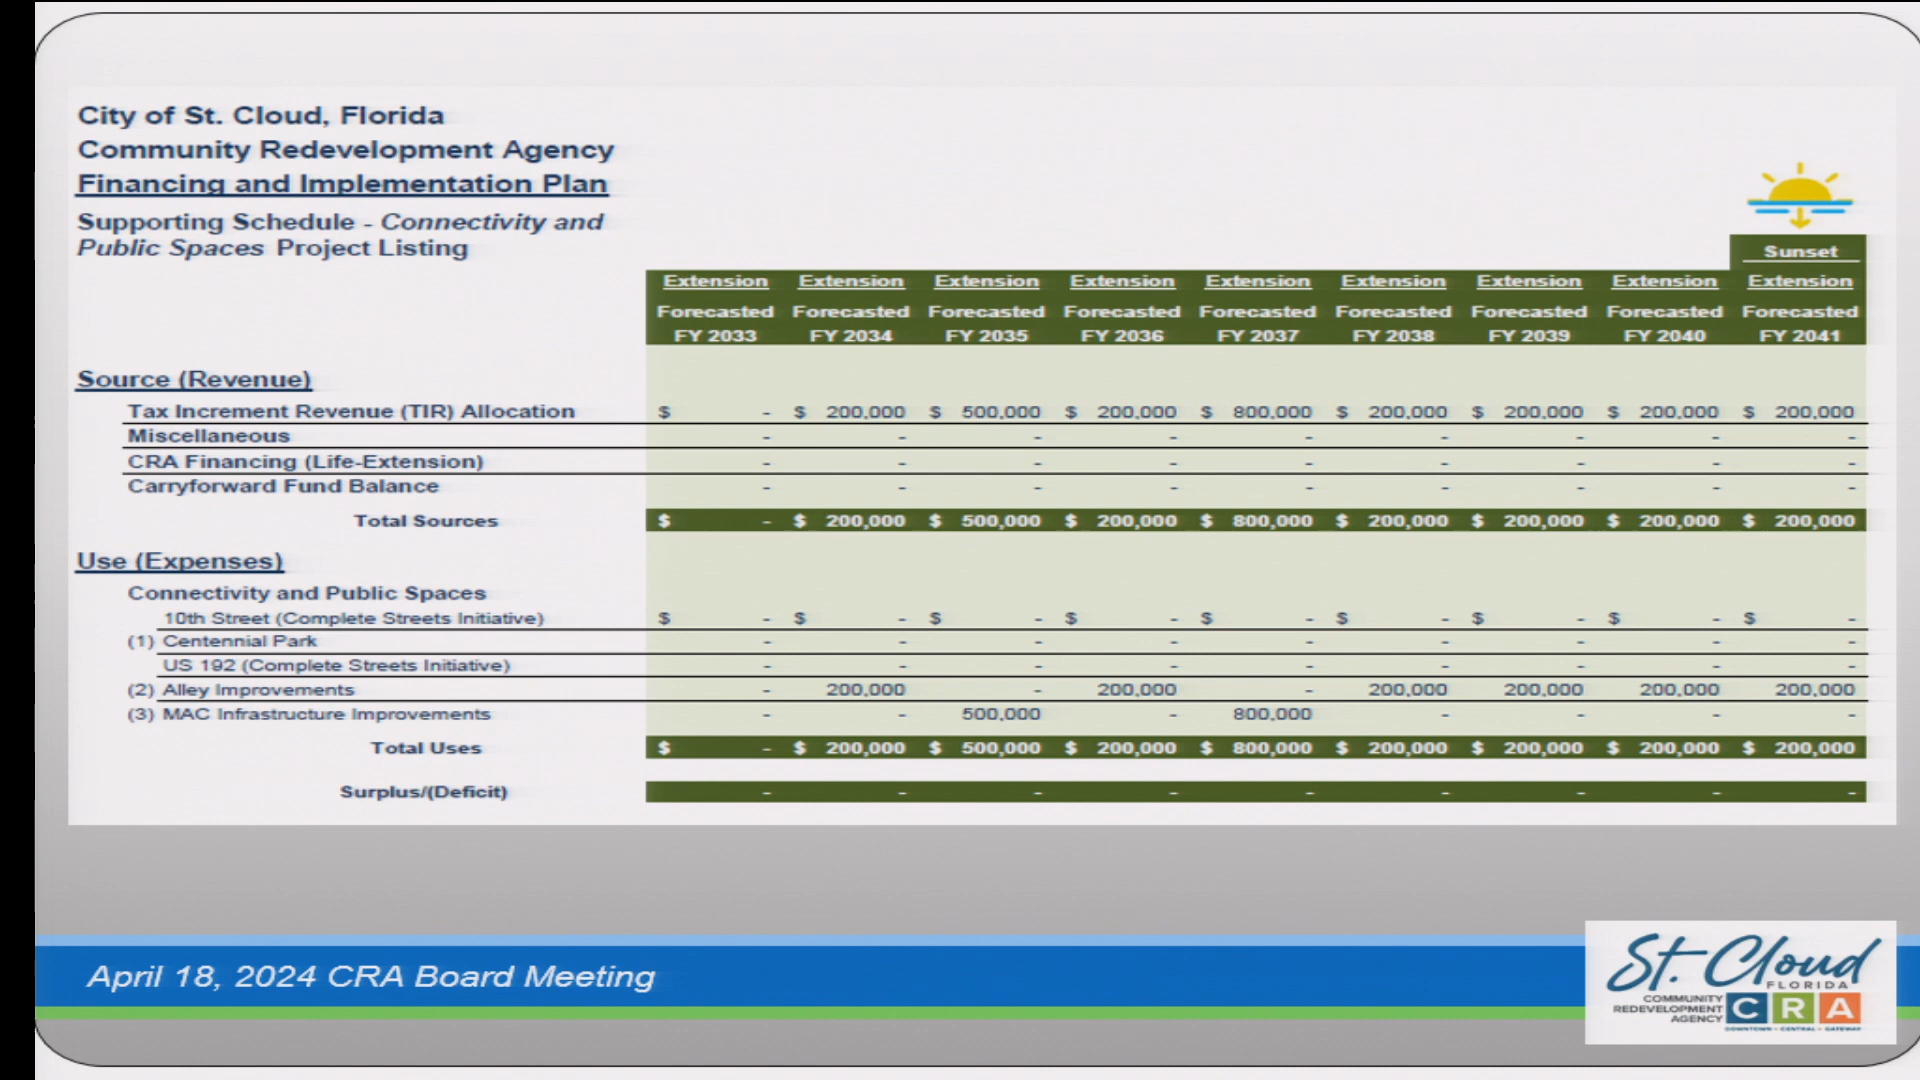 City of St. Cloud, Florida
Community Redevelopment Agency
Financing and Implementation Plan
Supporting Schedule - Connectivity and
Public Spaces Project Listing
Sunset
Extension Extension Extension Extension Extension Extension Extension Extension Extension
Forecasted Forecasted Forecasted Forecasted Forecasted Forecasted Forecasted Forecasted Forecasted
FY 2033 FY 2034 FY 2035 FY 2036 FY 2037 FY 2038 FY 2039 FY 2040 FY 2041
Source (Revenue)
Tax Increment Revenue (TIR) Allocation $ - $ 200,000 $ 500,000 $ 200,000 $ 800,000 $ 200,000 $ 200,000 $ 200,000 $ 200,000
Miscellaneous - - - - - - - - -
CRA Financing (Life-Extension) - - - - - - - - -
Carryforward Fund Balance - - - - - - - - -
Total Sources $ - $ 200,000 $ 500,000 $ 200,000 $ 800,000 $ 200,000 $ 200,000 $ 200,000 $ 200,000
Use (Expenses)
Connectivity and Public Spaces
10th Street (Complete Streets Initiative) $ - $ - $ - $ - $ - $ - $ - $ - $ -
(1) Centennial Park - - - - - - - - -
US 192 (Complete Streets Initiative) - - - - - - - - -
(2) Alley Improvements - 200,000 - 200,000 - 200,000 200,000 200,000 200,000
(3) MAC Infrastructure Improvements - - 500,000 - 800,000 - - - -
Total Uses $ - $ 200,000 $ 500,000 $ 200,000 $ 800,000 $ 200,000 $ 200,000 $ 200,000 $ 200,000
Surplus/(Deficit) - - - - - - - - -
April 18, 2024 CRA Board Meeting
St. Cloud
FLORIDA
COMMUNITY
REDEVELOPMENT
AGENCY
CRA
DOWNTOWN • CENTRAL • GATEWAY